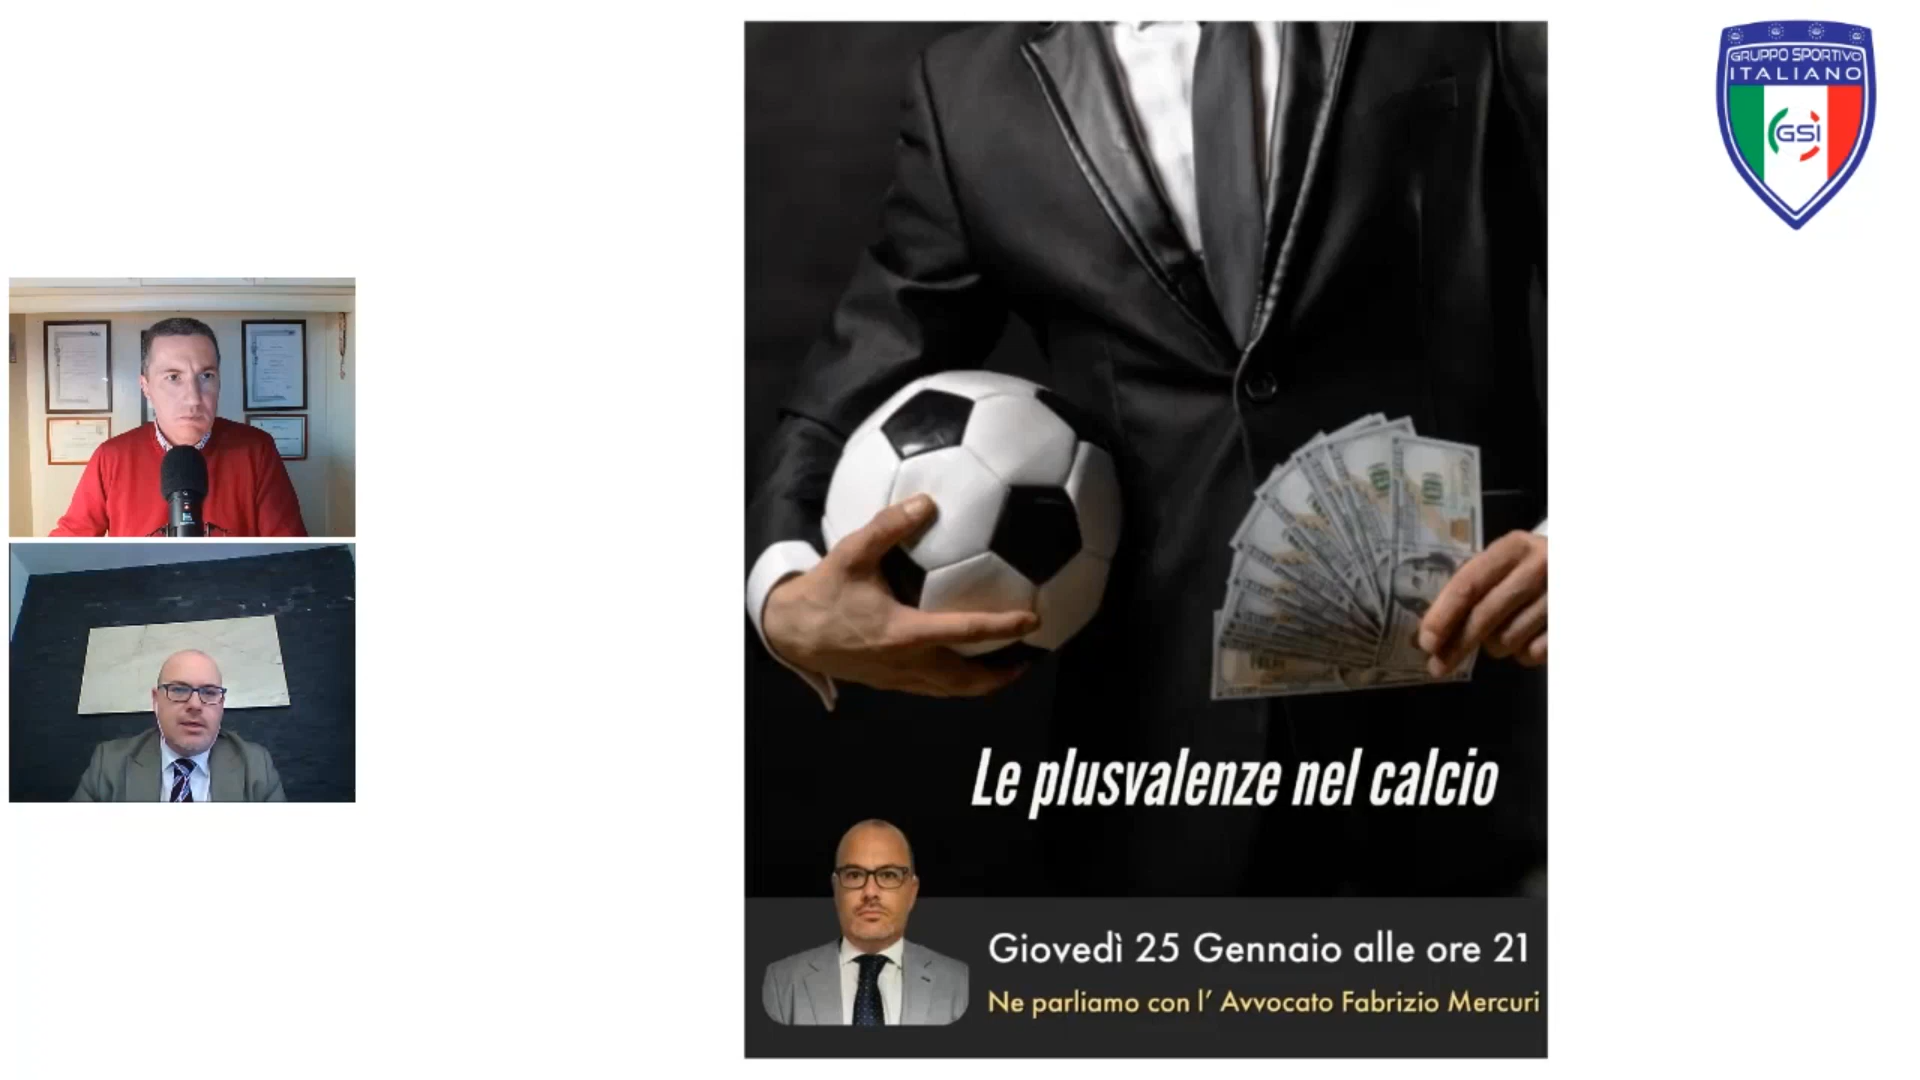 GRUPPO SPORTIVO
ITALIANO
GSI
Le plusvalenze nel calcio
Giovedì 25 Gennaio alle ore 21
Ne parliamo con l’ Avvocato Fabrizio Mercuri